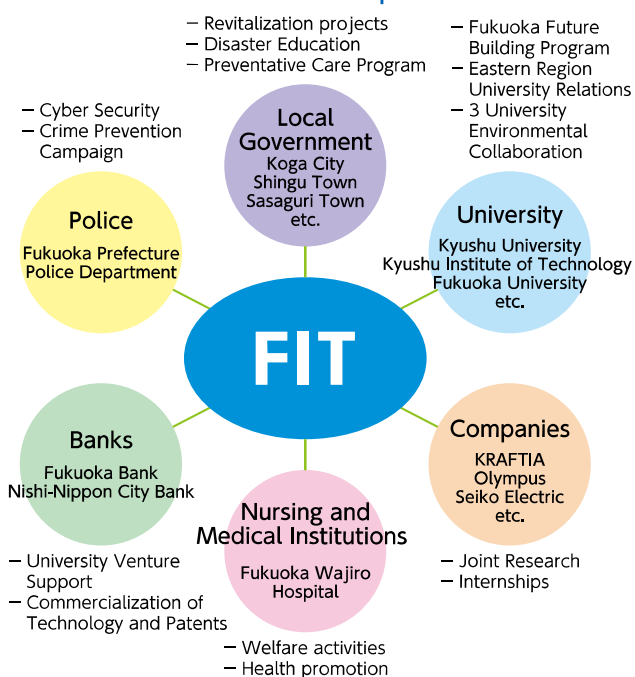 – Revitalization projects
– Disaster Education
– Preventative Care Program
– Fukuoka Future
Building Program
– Eastern Region
University Relations
– 3 University
Environmental
Collaboration
– Cyber Security
– Crime Prevention
Campaign
Local
Government
Koga City
Shingu Town
Sasaguri Town
etc.
Police
Fukuoka Prefecture
Police Department
University
Kyushu University
Kyushu Institute of Technology
Fukuoka University
etc.
FIT
Banks
Fukuoka Bank
Nishi-Nippon City Bank
Companies
KRAFTIA
Olympus
Seiko Electric
etc.
Nursing and
Medical Institutions
Fukuoka Wajiro
Hospital
– University Venture
Support
– Commercialization of
Technology and Patents
– Joint Research
– Internships
– Welfare activities
– Health promotion